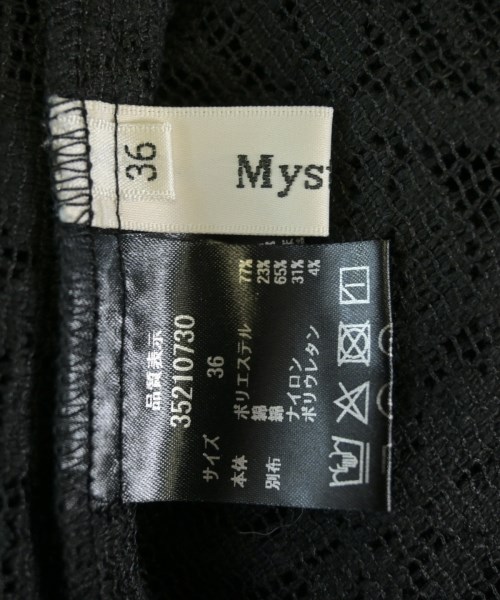 36
Mys
品質表示
35210730
サイズ 36
本体 ポリエステル 77%
綿 23%
別布 綿 65%
ナイロン 31%
ポリウレタン 4%